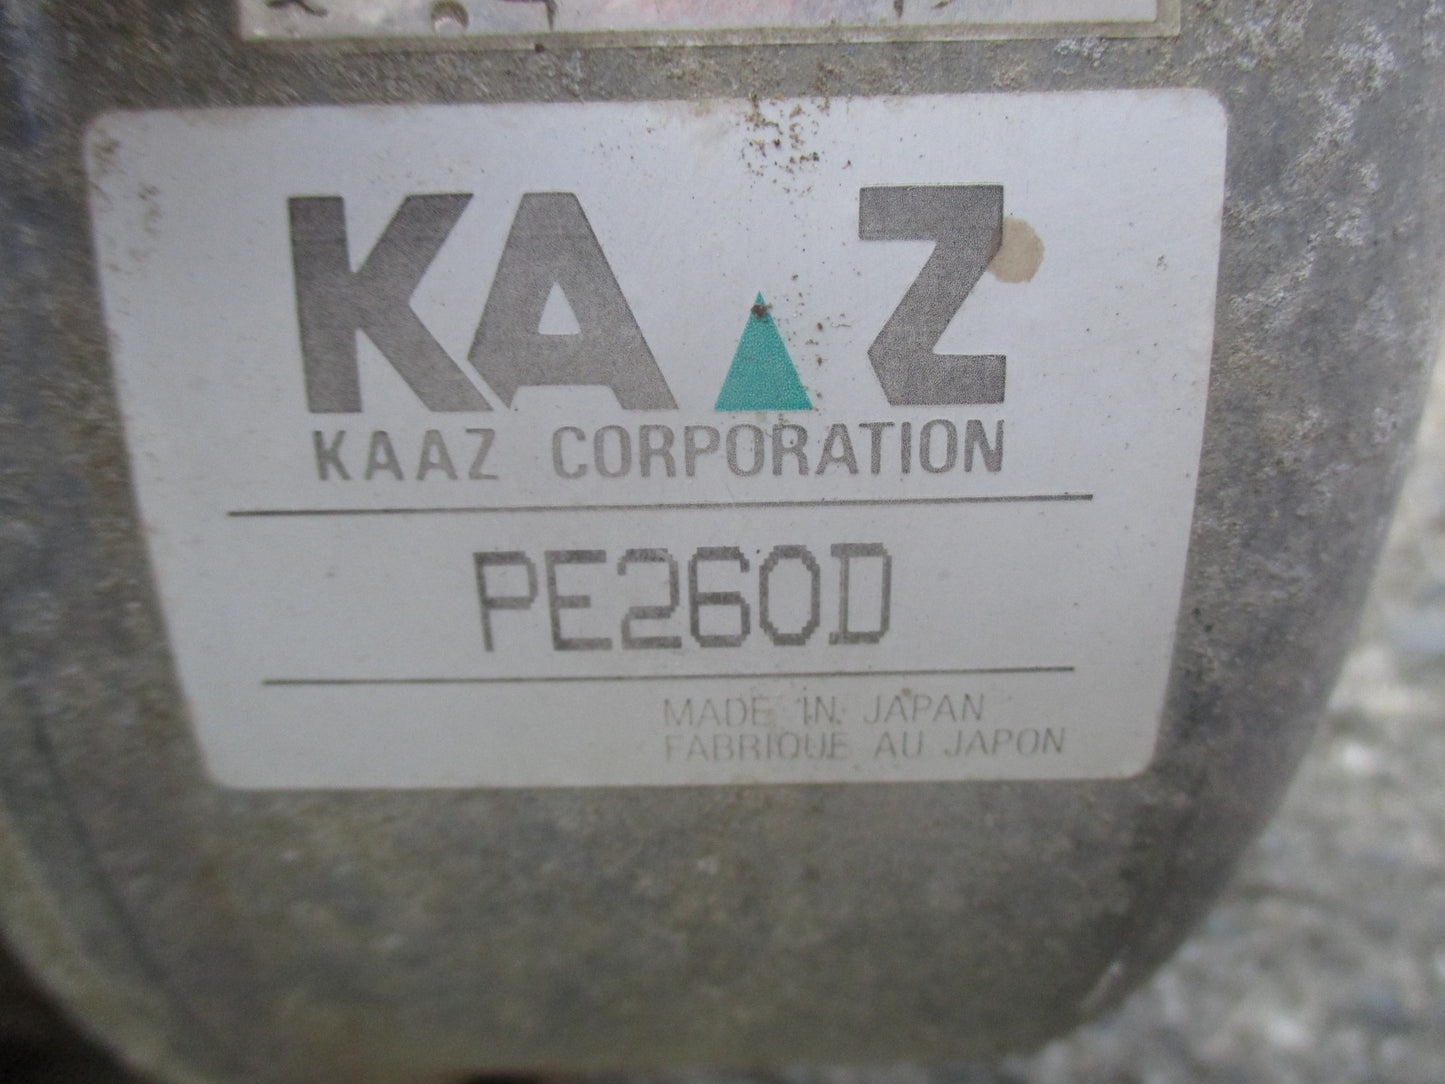 KAAZ
KAAZ CORPORATION
PE260D
MADE IN JAPAN
FABRIQUE AU JAPON